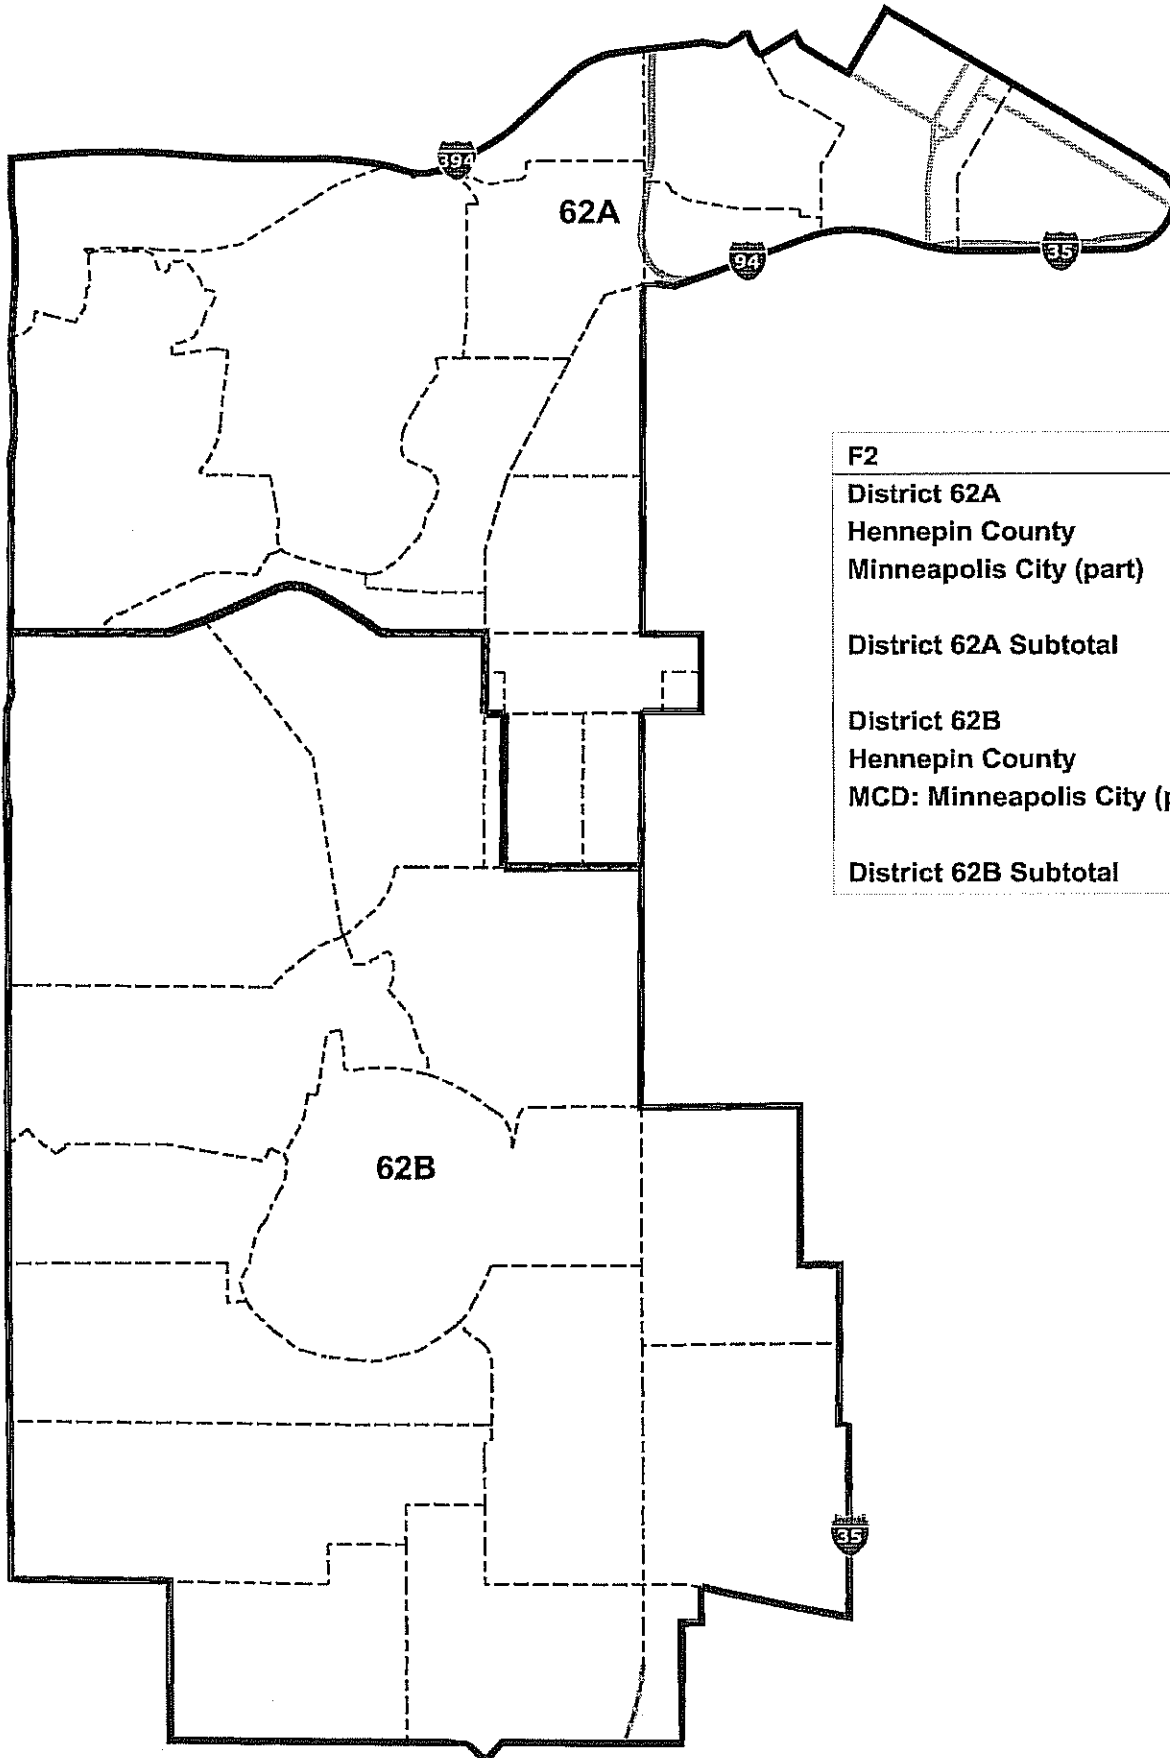 394
62A
94
35
F2
District 62A
Hennepin County
Minneapolis City (part)
District 62A Subtotal
District 62B
Hennepin County
MCD: Minneapolis City (p
District 62B Subtotal
62B
35